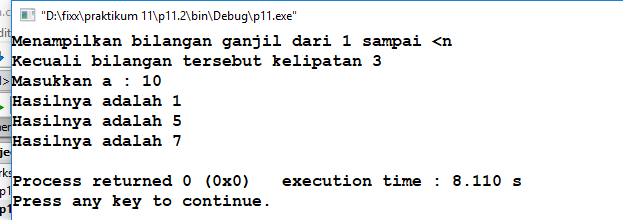 "D:\fixx\praktikum 11\p11.2\bin\Debug\p11.exe"
Menampilkan bilangan ganjil dari 1 sampai <n
Kecuali bilangan tersebut kelipatan 3
Masukkan a : 10
Hasilnya adalah 1
Hasilnya adalah 5
Hasilnya adalah 7
Process returned 0 (0x0)   execution time : 8.110 s
Press any key to continue.